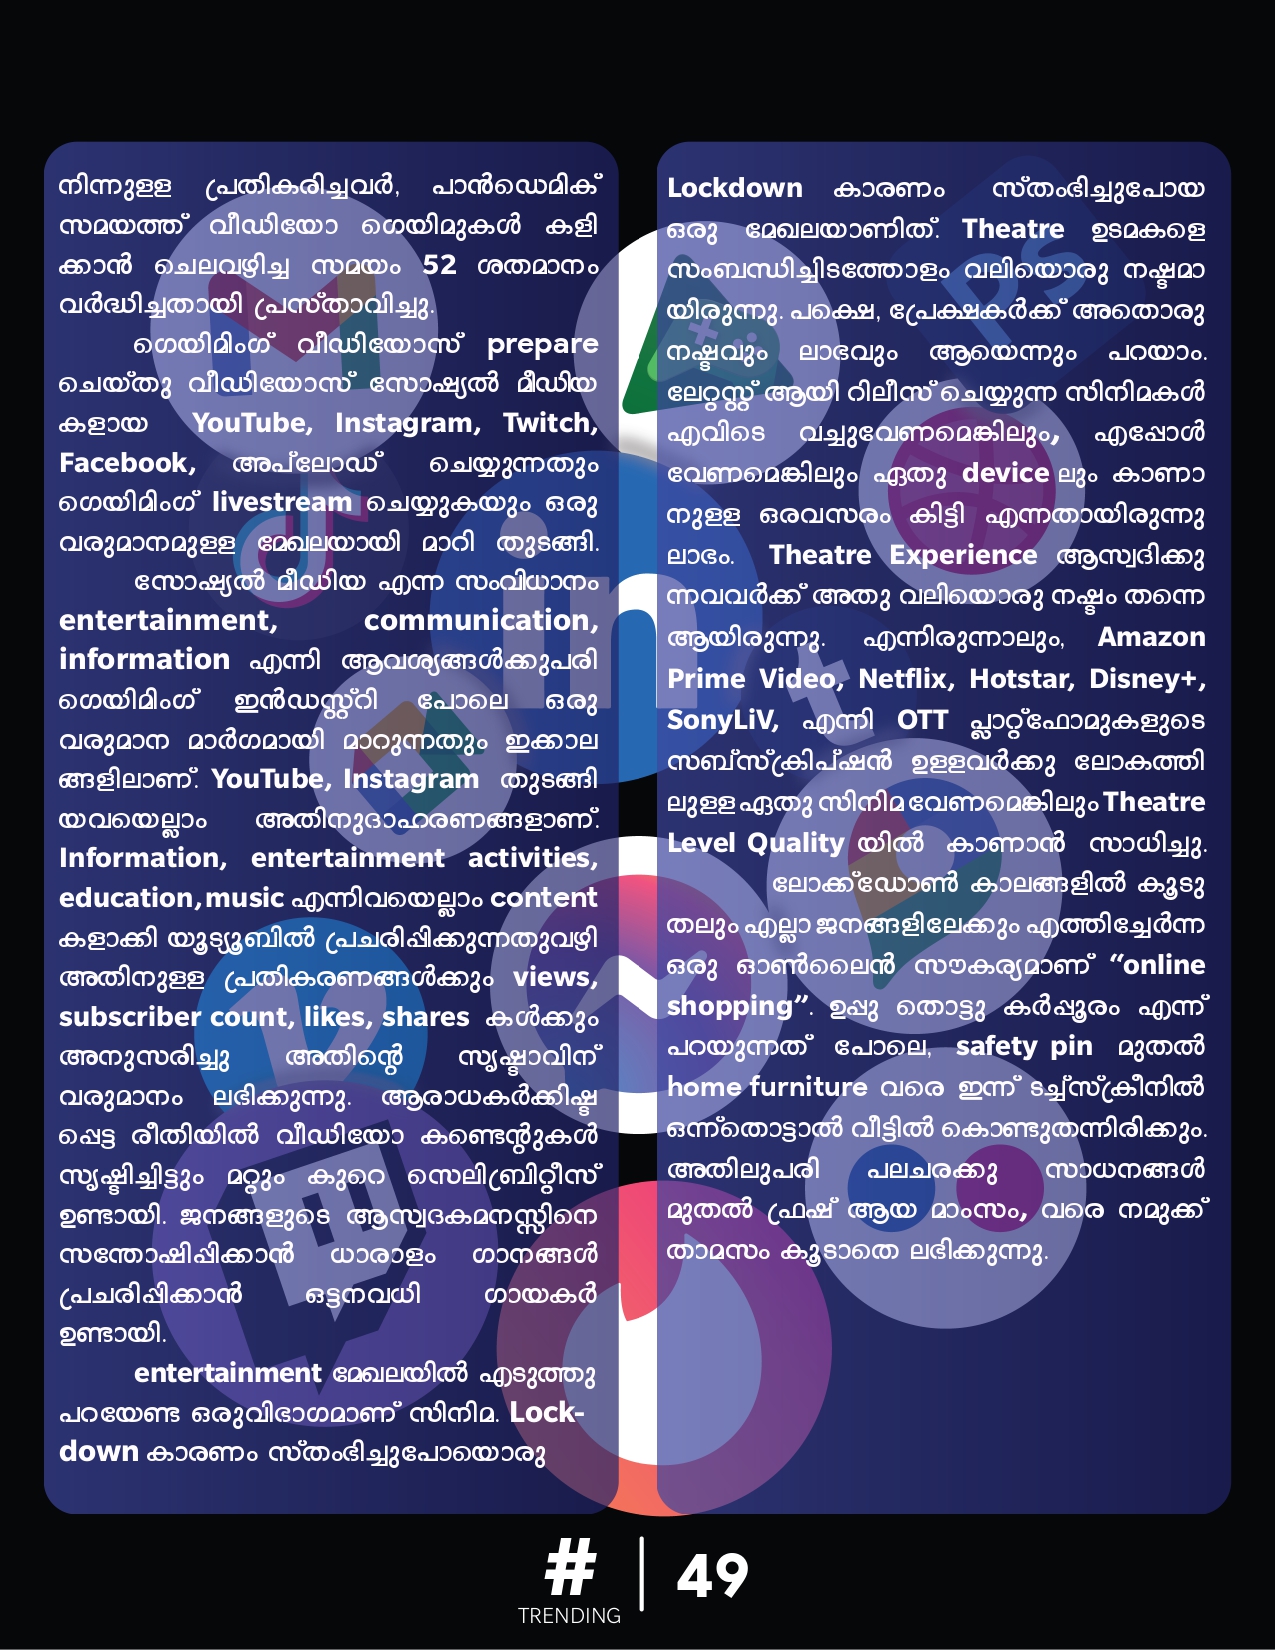 നിന്നുള്ള പ്രതികരിച്ചവർ, പാൻഡെമിക്
സമയത്ത് വീഡിയോ ഗെയിമുകൾ കളി
ക്കാൻ ചെലവഴിച്ച സമയം 52 ശതമാനം
വർദ്ധിച്ചതായി പ്രസ്താവിച്ചു.
ഗെയിമിംഗ് വീഡിയോസ് prepare
ചെയ്തു വീഡിയോസ് സോഷ്യൽ മീഡിയ
കളായ YouTube, Instagram, Twitch,
Facebook, അപ്‌ലോഡ് ചെയ്യുന്നതും
ഗെയിമിംഗ് livestream ചെയ്യുകയും ഒരു
വരുമാനമുള്ള മേഖലയായി മാറി തുടങ്ങി.
സോഷ്യൽ മീഡിയ എന്ന സംവിധാനം
entertainment, communication,
information എന്നി ആവശ്യങ്ങൾക്കുപരി
ഗെയിമിംഗ് ഇൻഡസ്റ്റ്റി പോലെ ഒരു
വരുമാന മാർഗമായി മാറുന്നതും ഇക്കാല
ങ്ങളിലാണ്. YouTube, Instagram തുടങ്ങി
യവയെല്ലാം അതിനുദാഹരണങ്ങളാണ്.
Information, entertainment activities,
education,music എന്നിവയെല്ലാം content
കളാക്കി യൂട്യൂബിൽ പ്രചരിപ്പിക്കുന്നതുവഴി
അതിനുള്ള പ്രതികരണങ്ങൾക്കും views,
subscriber count, likes, shares കൾക്കും
അനുസരിച്ചു അതിന്റെ സൃഷ്ടാവിന്
വരുമാനം ലഭിക്കുന്നു. ആരാധകർക്കിഷ്ട
പ്പെട്ട രീതിയിൽ വീഡിയോ കണ്ടെന്റുകൾ
സൃഷ്ടിച്ചിട്ടും മറ്റും കുറെ സെലിബ്രിറ്റീസ്
ഉണ്ടായി. ജനങ്ങളുടെ ആസ്വദകമനസ്സിനെ
സന്തോഷിപ്പിക്കാൻ ധാരാളം ഗാനങ്ങൾ
പ്രചരിപ്പിക്കാൻ ഒട്ടനവധി ഗായകർ
ഉണ്ടായി.
entertainment മേഖലയിൽ എടുത്തു
പറയേണ്ട ഒരുവിഭാഗമാണ് സിനിമ. Lock-
down കാരണം സ്തംഭിച്ചുപോയൊരു
Lockdown കാരണം സ്തംഭിച്ചുപോയ
ഒരു മേഖലയാണിത്. Theatre ഉടമകളെ
സംബന്ധിച്ചിടത്തോളം വലിയൊരു നഷ്ടമാ
യിരുന്നു. പക്ഷെ, പ്രേക്ഷകർക്ക് അതൊരു
നഷ്ടവും ലാഭവും ആയെന്നും പറയാം.
ലേറ്റസ്റ്റ് ആയി റിലീസ് ചെയ്യുന്ന സിനിമകൾ
എവിടെ വച്ചുവേണമെങ്കിലും, എപ്പോൾ
വേണമെങ്കിലും ഏതു device ലും കാണാ
നുള്ള ഒരവസരം കിട്ടി എന്നതായിരുന്നു
ലാഭം. Theatre Experience ആസ്വദിക്കു
ന്നവവർക്ക് അതു വലിയൊരു നഷ്ടം തന്നെ
ആയിരുന്നു. എന്നിരുന്നാലും, Amazon
Prime Video, Netflix, Hotstar, Disney+,
SonyLiV, എന്നി OTT പ്ലാറ്റ്ഫോമുകളുടെ
സബ്സ്ക്രിപ്ഷൻ ഉള്ളവർക്കു ലോകത്തി
ലുള്ള ഏതു സിനിമ വേണമെങ്കിലും Theatre
Level Quality യിൽ കാണാൻ സാധിച്ചു.
ലോക്ക്ഡോൺ കാലങ്ങളിൽ കൂടു
തലും എല്ലാ ജനങ്ങളിലേക്കും എത്തിച്ചേർന്ന
ഒരു ഓൺലൈൻ സൗകര്യമാണ് “online
shopping”. ഉപ്പു തൊട്ടു കർപ്പൂരം എന്ന്
പറയുന്നത് പോലെ, safety pin മുതൽ
home furniture വരെ ഇന്ന് ടച്ച്സ്ക്രീനിൽ
ഒന്ന്തൊട്ടാൽ വീട്ടിൽ കൊണ്ടുതന്നിരിക്കും.
അതിലുപരി പലചരക്കു സാധനങ്ങൾ
മുതൽ ഫ്രഷ് ആയ മാംസം, വരെ നമുക്ക്
താമസം കൂടാതെ ലഭിക്കുന്നു.
# | 49
TRENDING